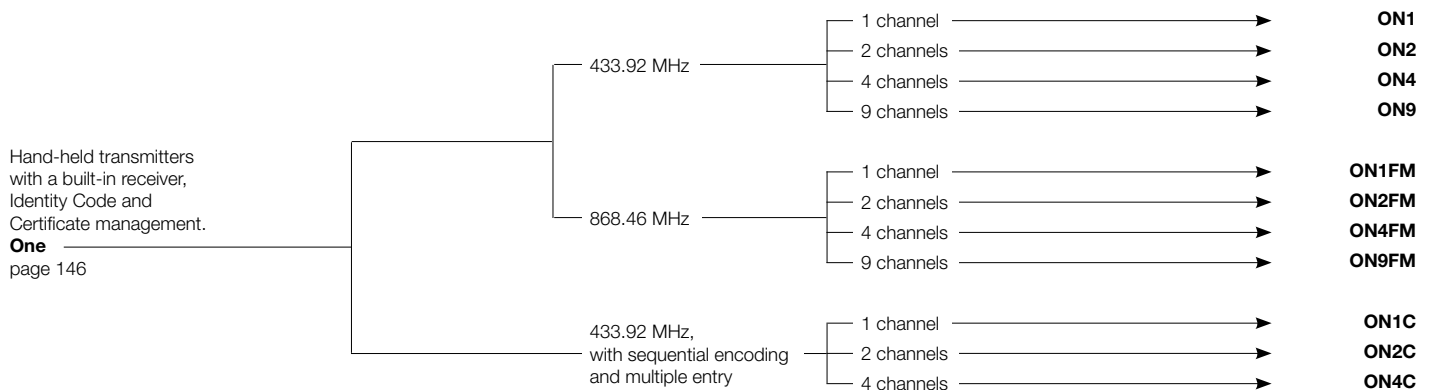 1 channel ON1
2 channels ON2
433.92 MHz
4 channels ON4
9 channels ON9
Hand-held transmitters
with a built-in receiver,
Identity Code and
Certificate management.
One
page 146
1 channel ON1FM
2 channels ON2FM
868.46 MHz
4 channels ON4FM
9 channels ON9FM
433.92 MHz,
with sequential encoding
and multiple entry
1 channel ON1C
2 channels ON2C
4 channels ON4C